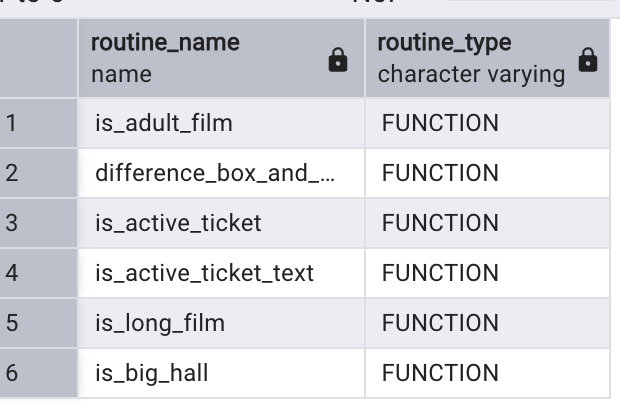 routine_name
name
routine_type
character varying
1 is_adult_film FUNCTION
2 difference_box_and_... FUNCTION
3 is_active_ticket FUNCTION
4 is_active_ticket_text FUNCTION
5 is_long_film FUNCTION
6 is_big_hall FUNCTION